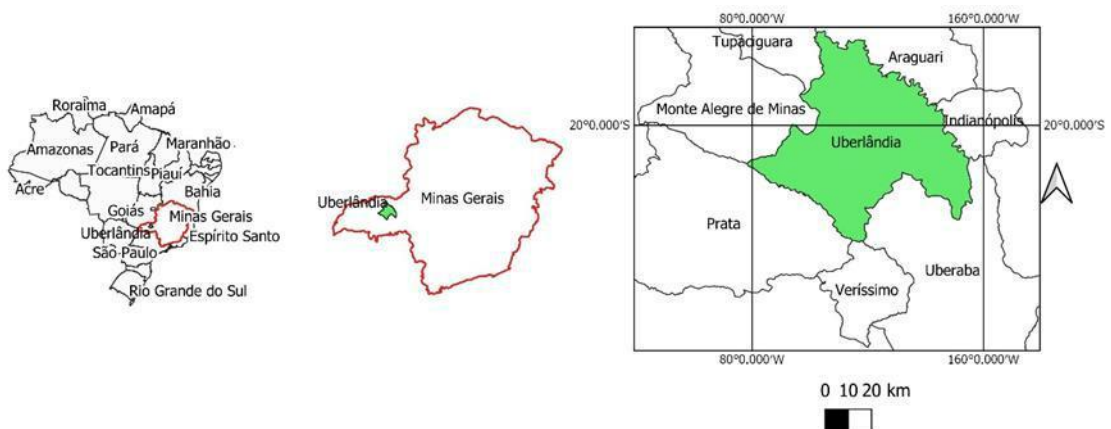 Roraíma
Amapá
Amazonas
Pará
Maranhão
Tocantins
Piauí
Acre
Bahia
Goiás
Minas Gerais
Uberlândia
Espírito Santo
São Paulo
Rio Grande do Sul
Uberlândia
Minas Gerais
80°0.000'W
160°0.000'W
Tupaciguara
Araguari
Monte Alegre de Minas
Indianópolis
20°0.000'S
20°0.000'S
Uberlândia
Prata
Uberaba
Veríssimo
80°0.000'W
160°0.000'W
0 10 20 km